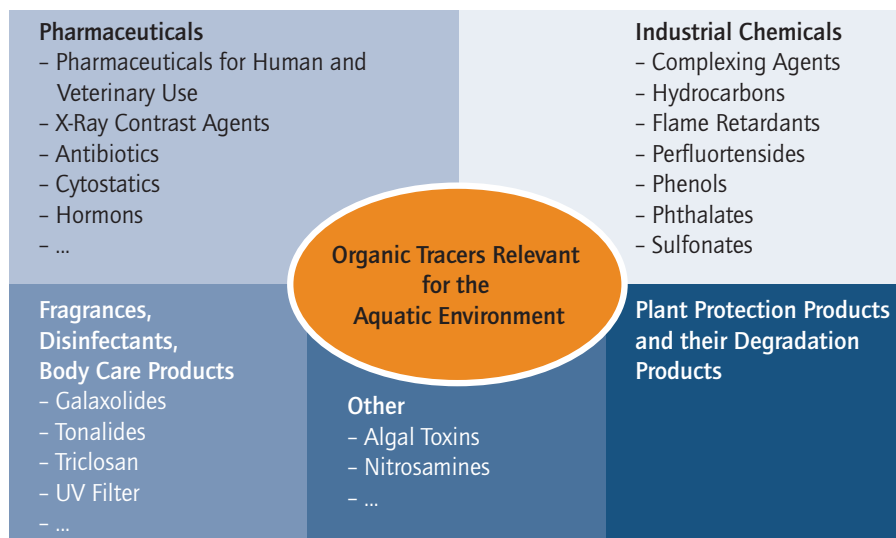 Pharmaceuticals
– Pharmaceuticals for Human and
Veterinary Use
– X-Ray Contrast Agents
– Antibiotics
– Cytostatics
– Hormons
– ...
Industrial Chemicals
– Complexing Agents
– Hydrocarbons
– Flame Retardants
– Perfluortensides
– Phenols
– Phthalates
– Sulfonates
Organic Tracers Relevant
for the
Aquatic Environment
Fragrances,
Disinfectants,
Body Care Products
– Galaxolides
– Tonalides
– Triclosan
– UV Filter
– ...
Other
– Algal Toxins
– Nitrosamines
– ...
Plant Protection Products
and their Degradation
Products